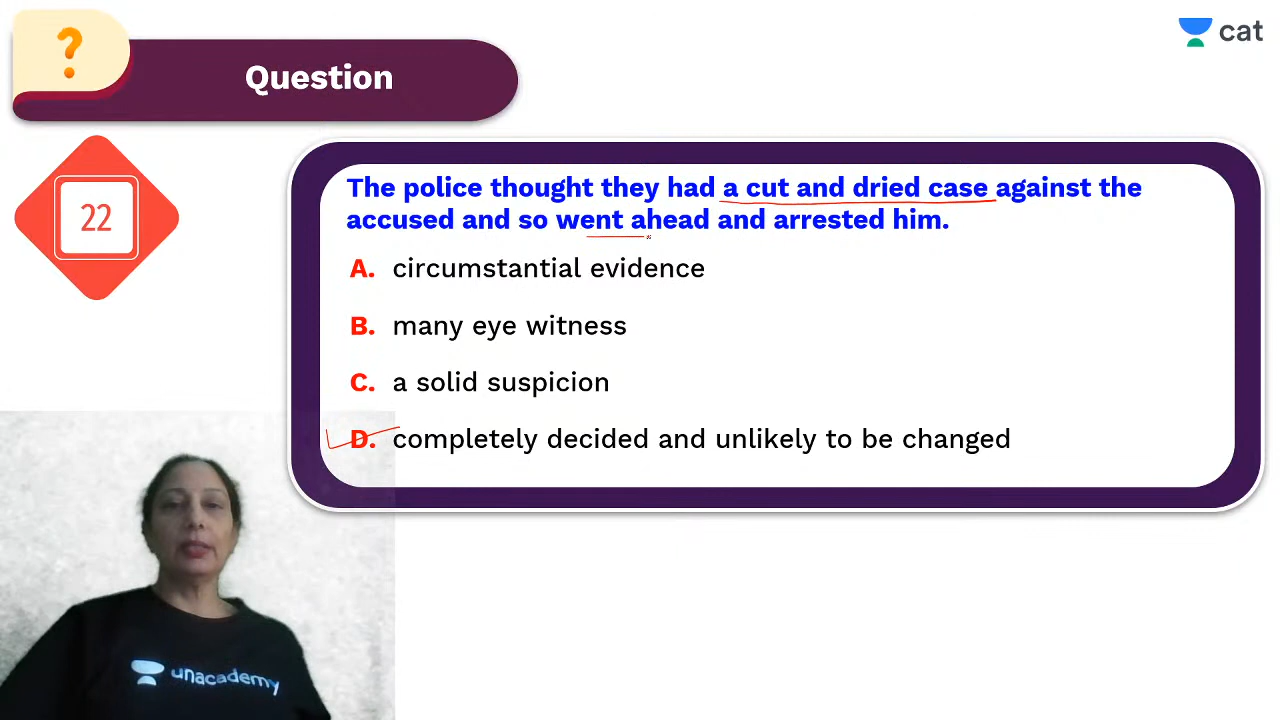 ?
Question
cat
22
The police thought they had a cut and dried case against the
accused and so went ahead and arrested him.
A. circumstantial evidence
B. many eye witness
C. a solid suspicion
D. completely decided and unlikely to be changed
unacademy